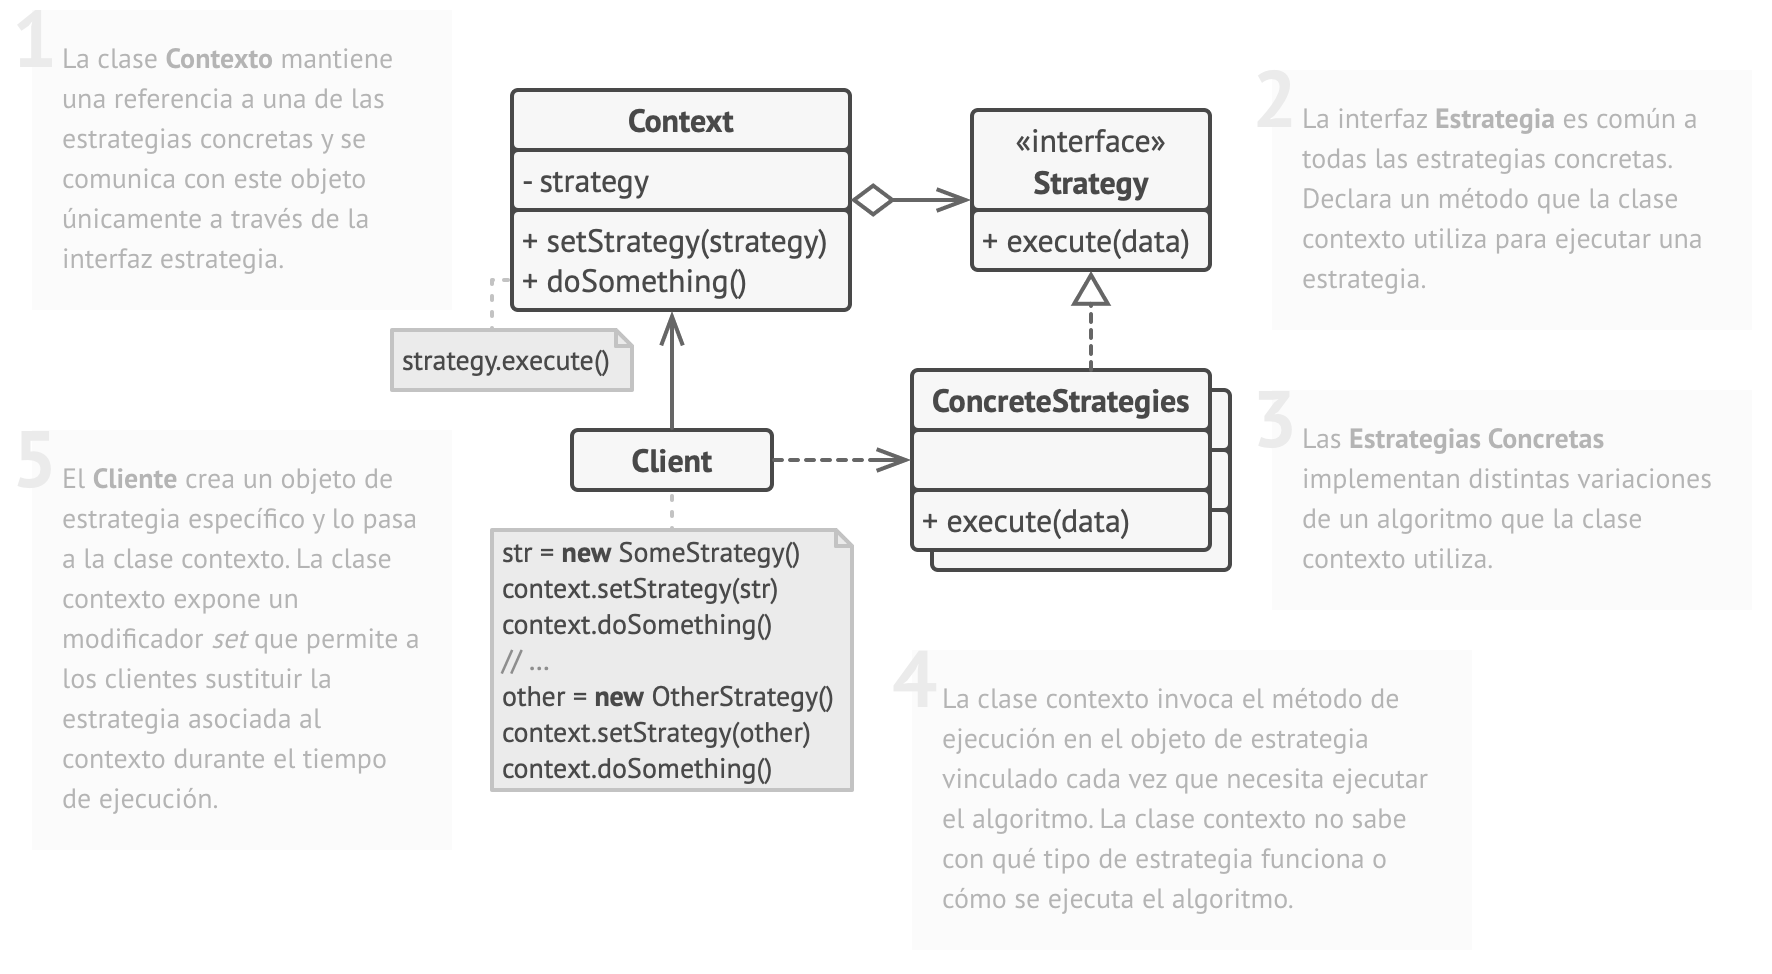 1
La clase Contexto mantiene
una referencia a una de las
estrategias concretas y se
comunica con este objeto
únicamente a través de la
interfaz estrategia.
Context
- strategy
+ setStrategy(strategy)
+ doSomething()
strategy.execute()
«interface»
Strategy
+ execute(data)
2
La interfaz Estrategia es común a
todas las estrategias concretas.
Declara un método que la clase
contexto utiliza para ejecutar una
estrategia.
ConcreteStrategies
+ execute(data)
3
Las Estrategias Concretas
implementan distintas variaciones
de un algoritmo que la clase
contexto utiliza.
Client
str = new SomeStrategy()
context.setStrategy(str)
context.doSomething()
// ...
other = new OtherStrategy()
context.setStrategy(other)
context.doSomething()
4
La clase contexto invoca el método de
ejecución en el objeto de estrategia
vinculado cada vez que necesita ejecutar
el algoritmo. La clase contexto no sabe
con qué tipo de estrategia funciona o
cómo se ejecuta el algoritmo.
5
El Cliente crea un objeto de
estrategia específico y lo pasa
a la clase contexto. La clase
contexto expone un
modificador set que permite a
los clientes sustituir la
estrategia asociada al
contexto durante el tiempo
de ejecución.